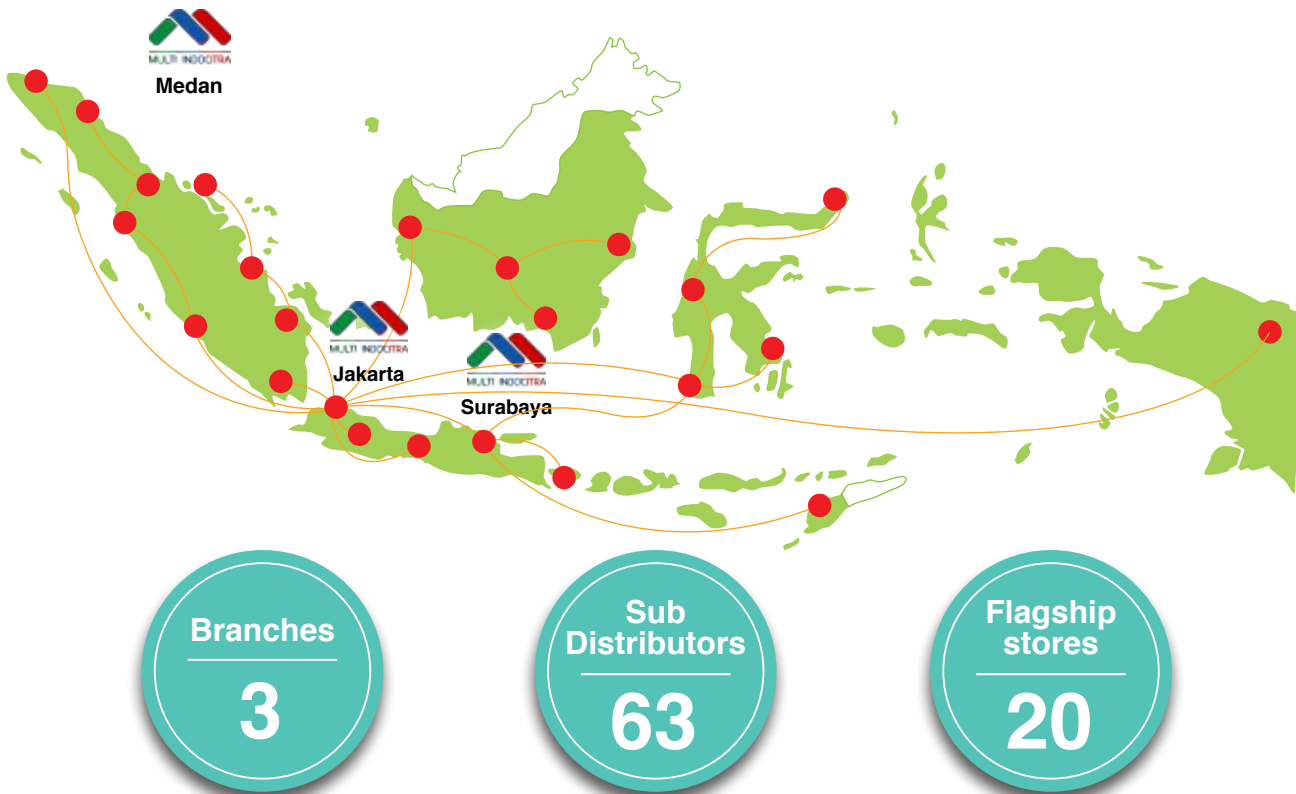 MULTI INDOCITRA
Medan
MULTI INDOCITRA
Jakarta
MULTI INDOCITRA
Surabaya
Branches
3
Sub
Distributors
63
Flagship
stores
20